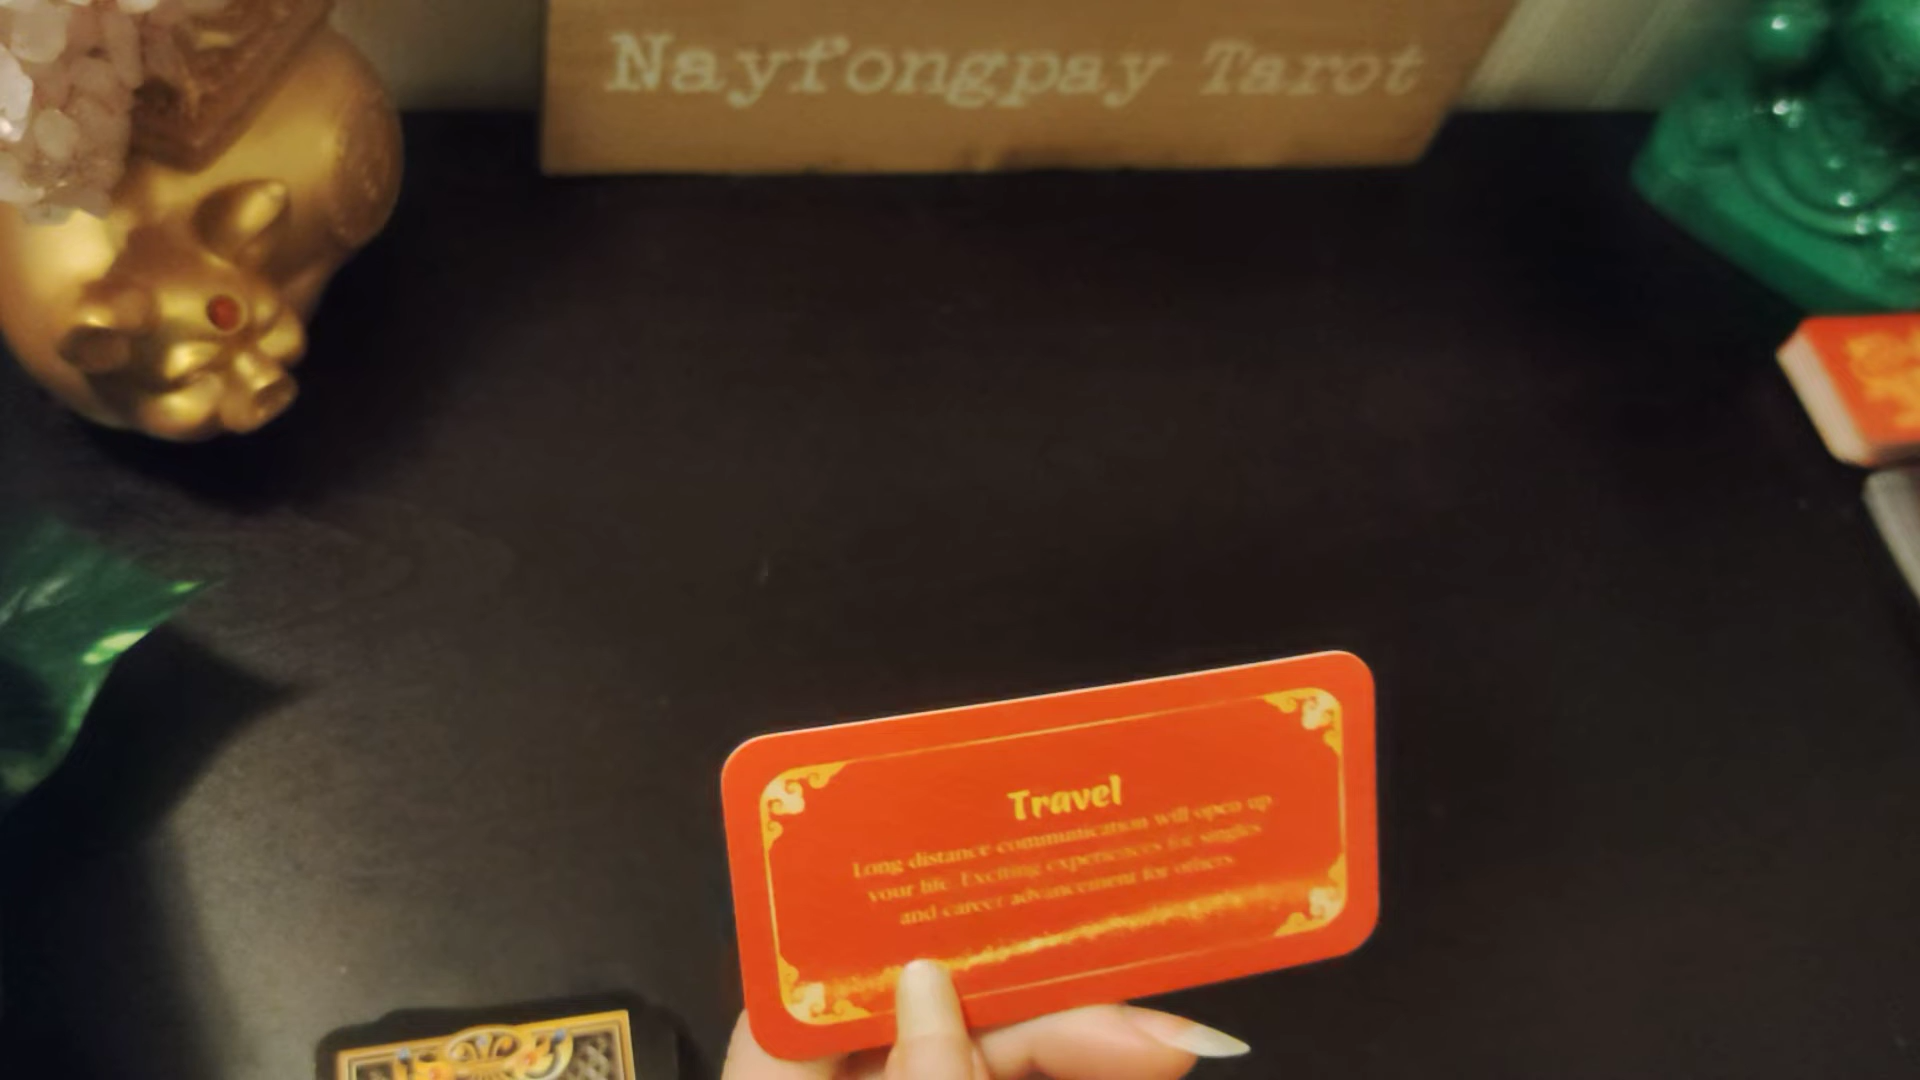 Nayfongpay Tarot
Travel
Long distance communication will open up
your life. Exciting experiences for singles
and career advancement for others.